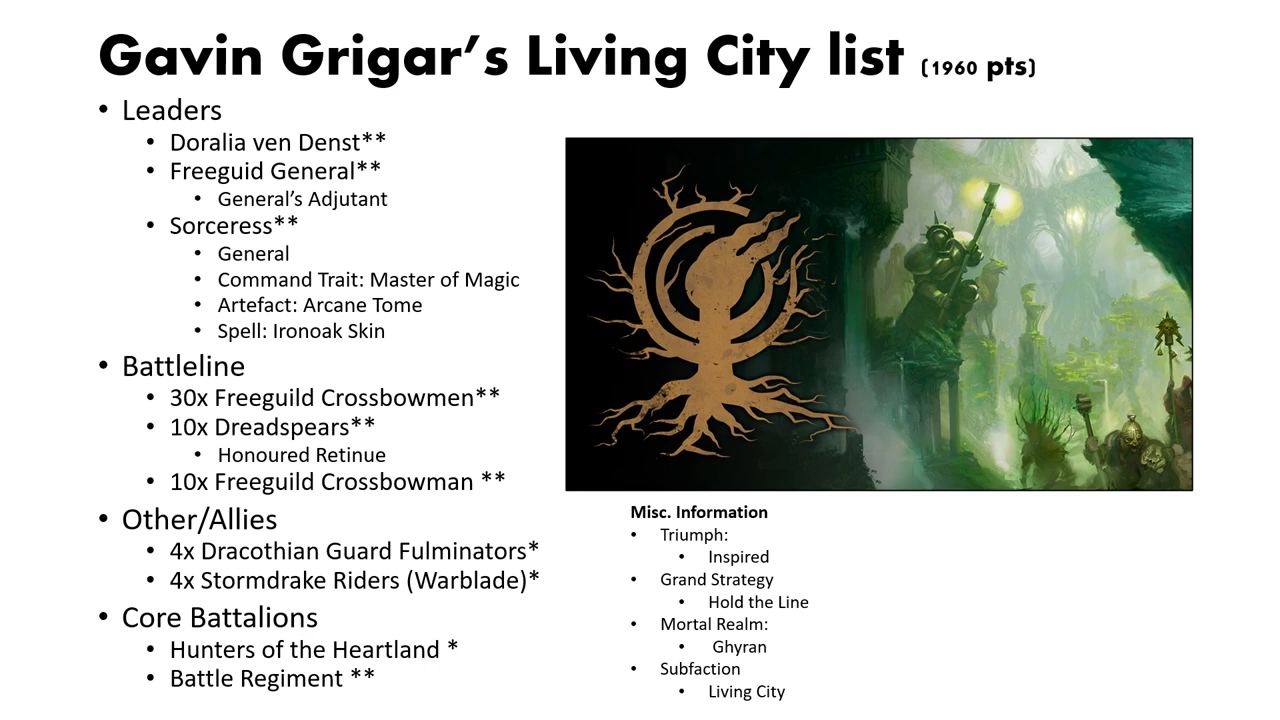 Gavin Grigar's Living City list (1960 pts)
• Leaders
• Doralia ven Denst**
• Freeguid General**
• General's Adjutant
• Sorceress**
• General
• Command Trait: Master of Magic
• Artefact: Arcane Tome
• Spell: Ironoak Skin
• Battleline
• 30x Freeguild Crossbowmen**
• 10x Dreadspears**
• Honoured Retinue
• 10x Freeguild Crossbowman **
• Other/Allies
• 4x Dracothian Guard Fulminators*
• 4x Stormdrake Riders (Warblade)*
• Core Battalions
• Hunters of the Heartland *
• Battle Regiment **
Misc. Information
• Triumph:
• Inspired
• Grand Strategy
• Hold the Line
• Mortal Realm:
• Ghyran
• Subfaction
• Living City